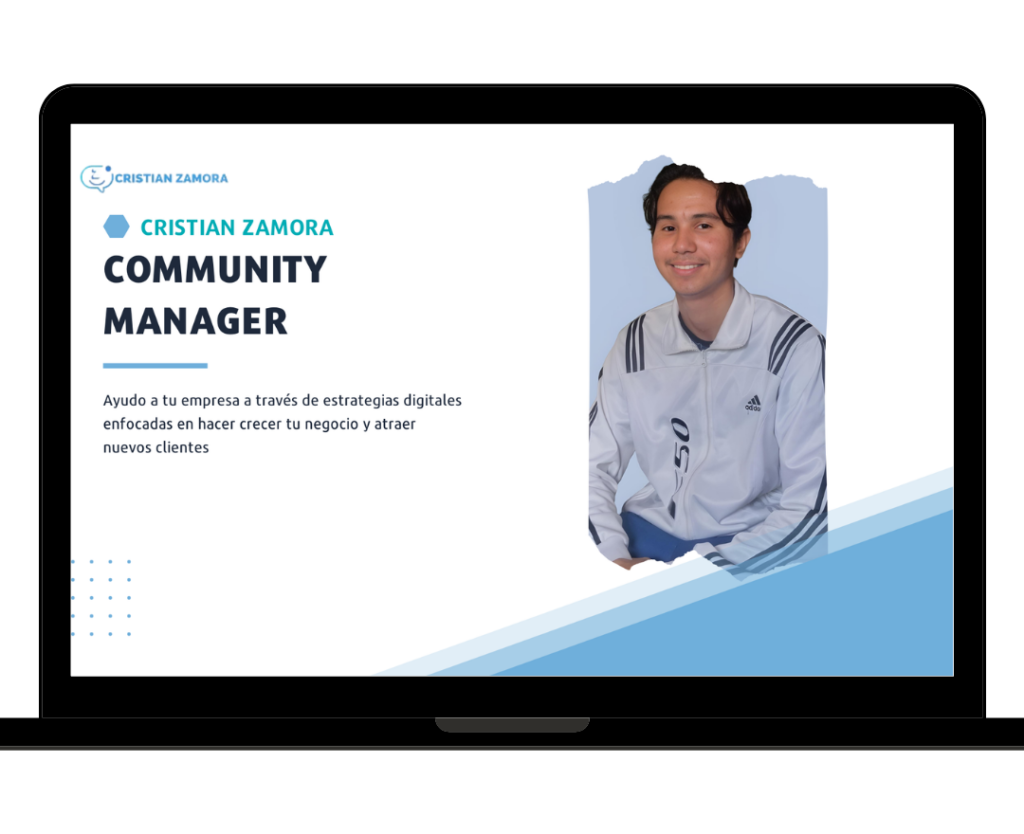 CRISTIAN ZAMORA
CRISTIAN ZAMORA
COMMUNITY
MANAGER
Ayudo a tu empresa a través de estrategias digitales
enfocadas en hacer crecer tu negocio y atraer
nuevos clientes
adidas
50